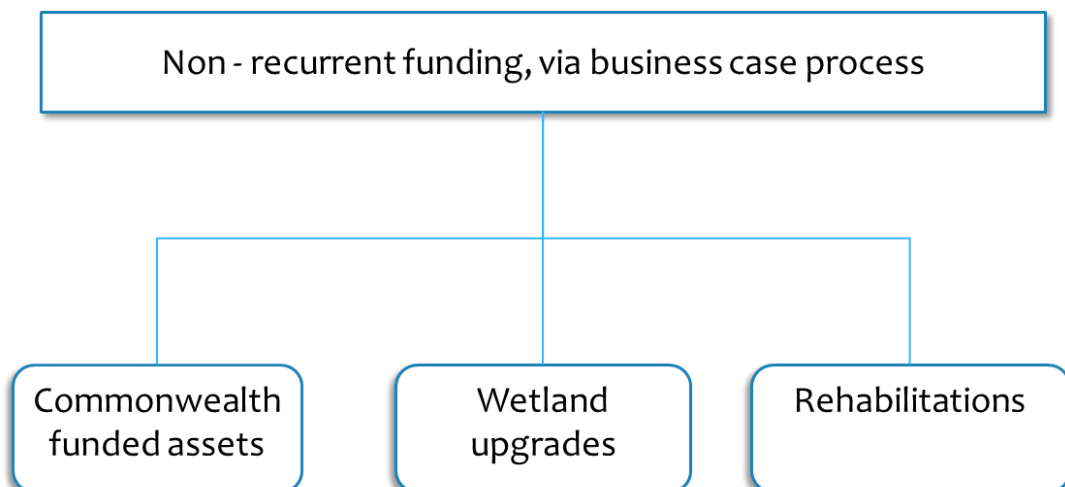 Non - recurrent funding, via business case process
Commonwealth
funded assets
Wetland
upgrades
Rehabilitations